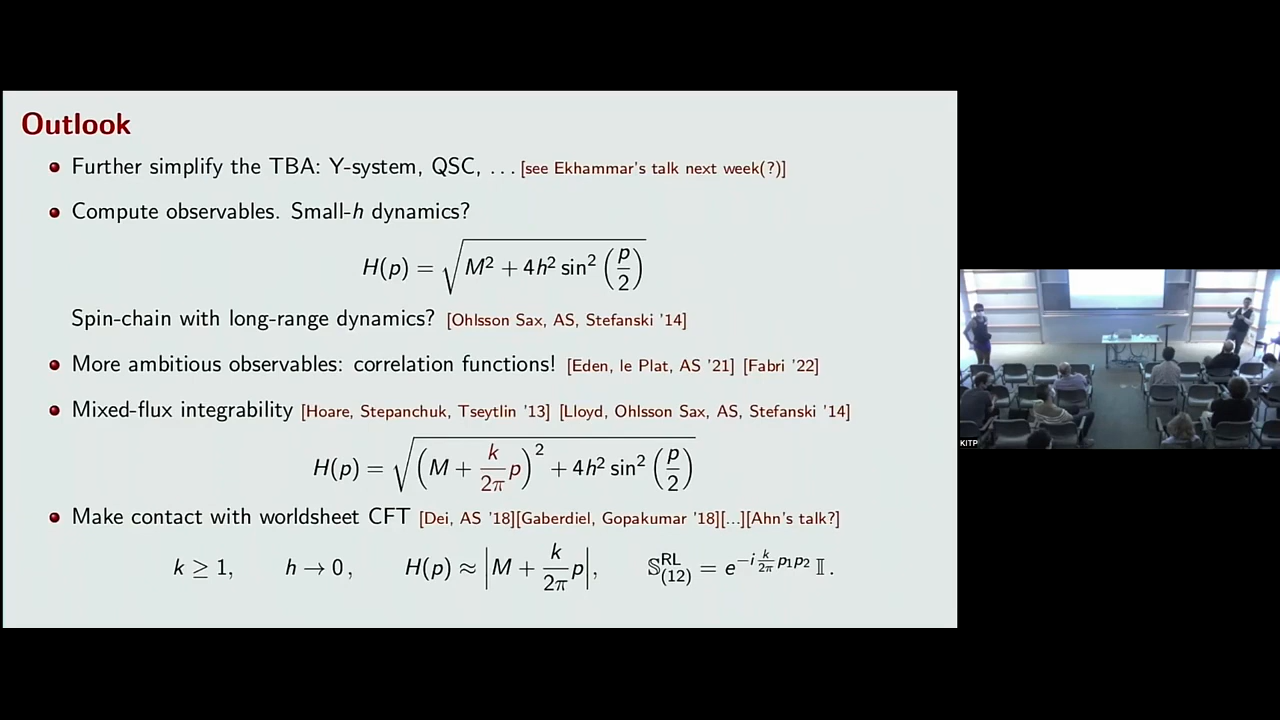 Outlook
• Further simplify the TBA: Y-system, QSC, ... [see Ekhammar's talk next week(?)]
• Compute observables. Small-h dynamics?
H(p) = √(M² + 4h² sin² (p/2))
Spin-chain with long-range dynamics? [Ohlsson Sax, AS, Stefanski '14]
• More ambitious observables: correlation functions! [Eden, le Plat, AS '21] [Fabri '22]
• Mixed-flux integrability [Hoare, Stepanchuk, Tseytlin '13] [Lloyd, Ohlsson Sax, AS, Stefanski '14]
H(p) = √((M + k/2π p)² + 4h² sin² (p/2))
• Make contact with worldsheet CFT [Dei, AS '18][Gaberdiel, Gopakumar '18][...][Ahn's talk?]
k ≥ 1, h → 0, H(p) ≈ |M + k/2π p|, 𝕊^RL_(12) = e^(−i k/2π p₁p₂) 𝕀.
KITP